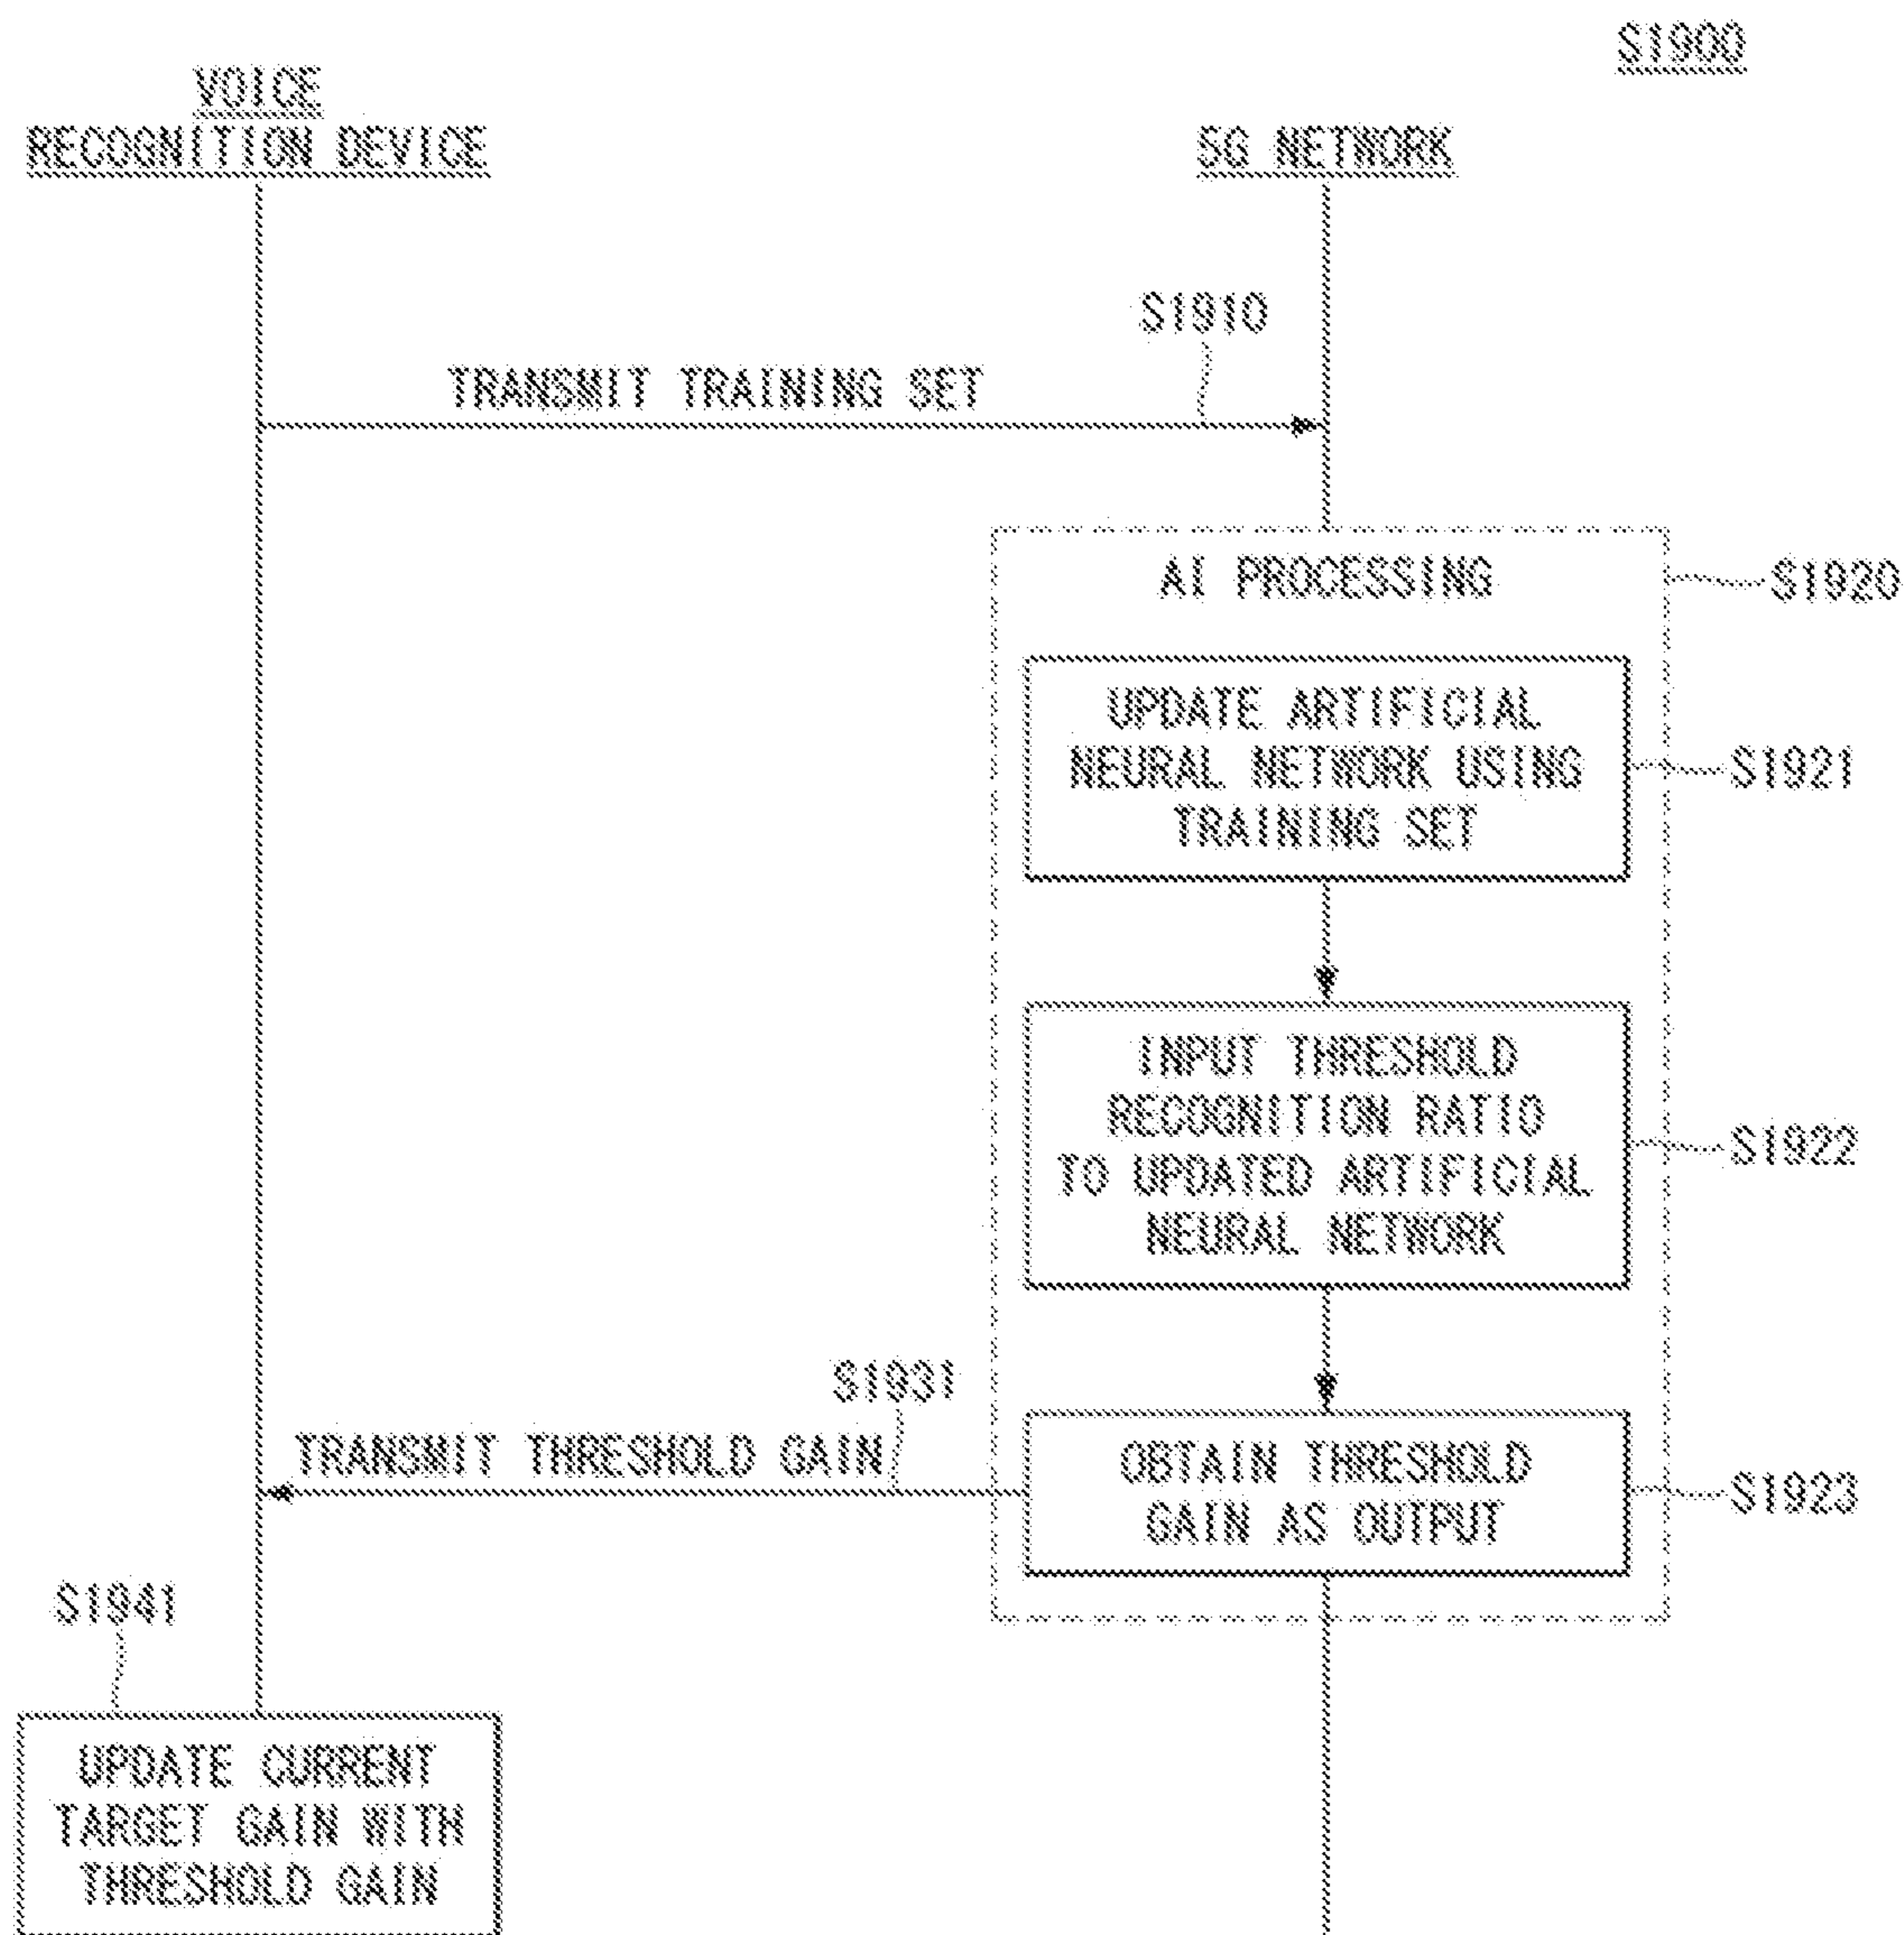 S1900
VOICE
RECOGNITION DEVICE
5G NETWORK
S1910
TRANSMIT TRAINING SET
AI PROCESSING
S1920
UPDATE ARTIFICIAL
NEURAL NETWORK USING
TRAINING SET
S1921
INPUT THRESHOLD
RECOGNITION RATIO
TO UPDATED ARTIFICIAL
NEURAL NETWORK
S1922
S1931
TRANSMIT THRESHOLD GAIN
OBTAIN THRESHOLD
GAIN AS OUTPUT
S1923
S1941
UPDATE CURRENT
TARGET GAIN WITH
THRESHOLD GAIN